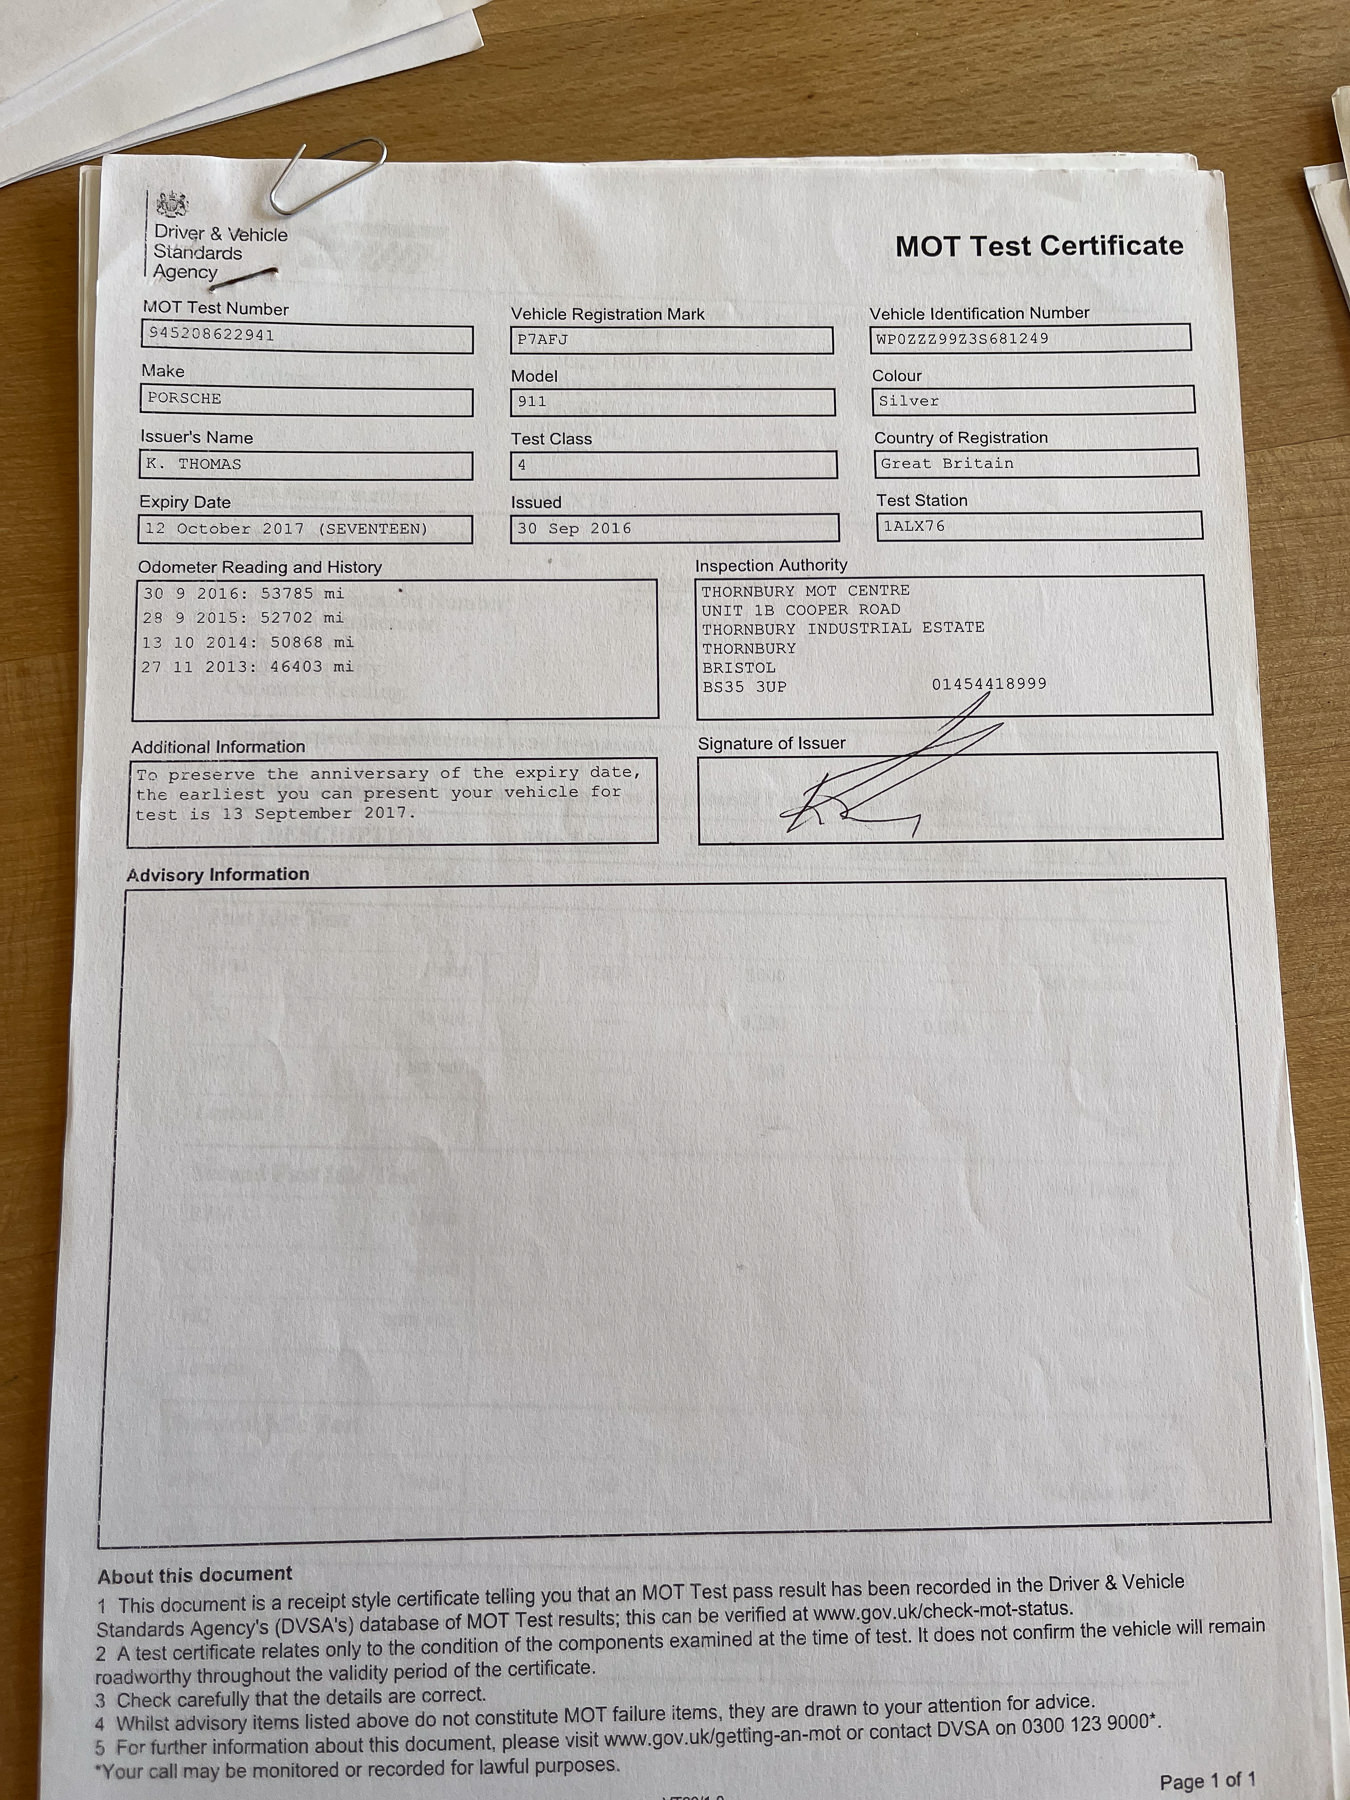 Driver & Vehicle
Standards
Agency
MOT Test Certificate
MOT Test Number
945208622941
Vehicle Registration Mark
P7AFJ
Vehicle Identification Number
WP0ZZZ99Z3S681249
Make
PORSCHE
Model
911
Colour
Silver
Issuer's Name
K. THOMAS
Test Class
4
Country of Registration
Great Britain
Expiry Date
12 October 2017 (SEVENTEEN)
Issued
30 Sep 2016
Test Station
1ALX76
Odometer Reading and History
30 9 2016: 53785 mi
28 9 2015: 52702 mi
13 10 2014: 50868 mi
27 11 2013: 46403 mi
Inspection Authority
THORNBURY MOT CENTRE
UNIT 1B COOPER ROAD
THORNBURY INDUSTRIAL ESTATE
THORNBURY
BRISTOL
BS35 3UP 01454418999
Additional Information
To preserve the anniversary of the expiry date,
the earliest you can present your vehicle for
test is 13 September 2017.
Signature of Issuer
Advisory Information
About this document
1 This document is a receipt style certificate telling you that an MOT Test pass result has been recorded in the Driver & Vehicle
Standards Agency's (DVSA's) database of MOT Test results; this can be verified at www.gov.uk/check-mot-status.
2 A test certificate relates only to the condition of the components examined at the time of test. It does not confirm the vehicle will remain
roadworthy throughout the validity period of the certificate.
3 Check carefully that the details are correct.
4 Whilst advisory items listed above do not constitute MOT failure items, they are drawn to your attention for advice.
5 For further information about this document, please visit www.gov.uk/getting-an-mot or contact DVSA on 0300 123 9000*.
*Your call may be monitored or recorded for lawful purposes.
Page 1 of 1